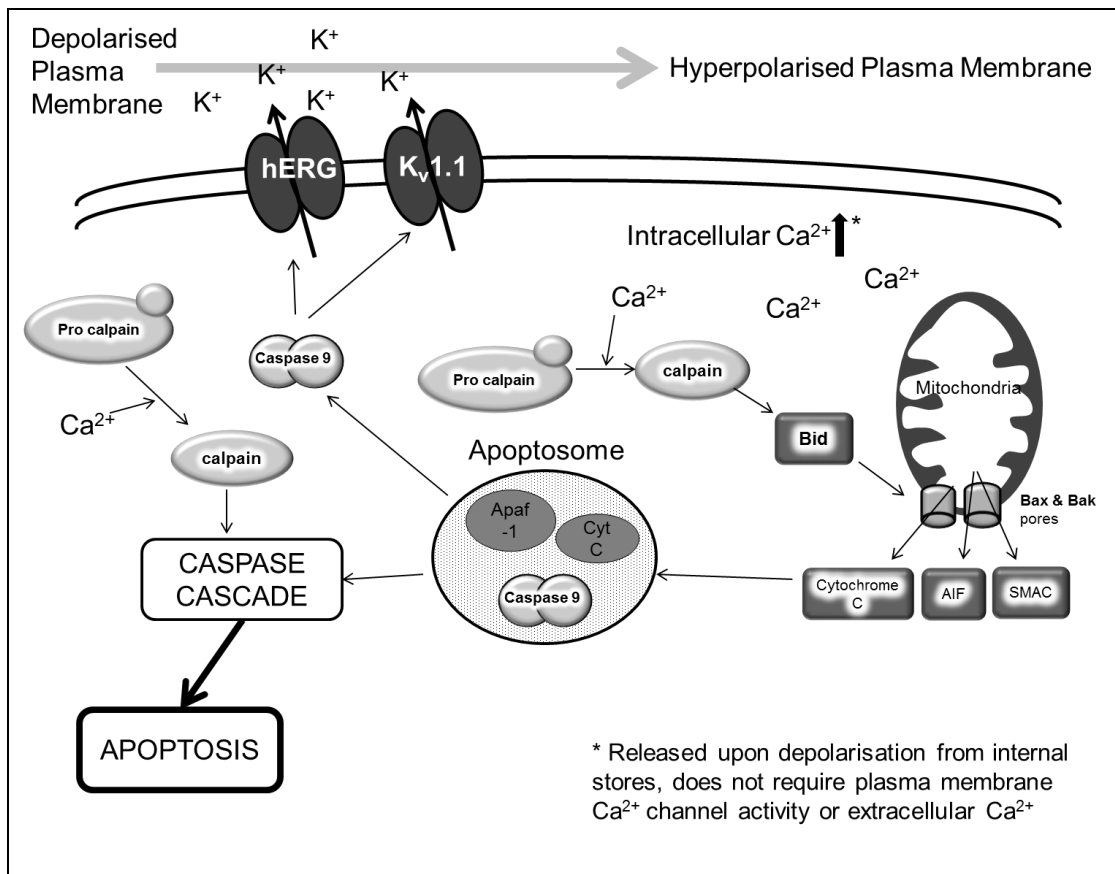 Depolarised
Plasma
Membrane
K⁺
K⁺
K⁺
K⁺
K⁺
Hyperpolarised Plasma Membrane
hERG
Kᵥ1.1
Intracellular Ca²⁺ *
Ca²⁺
Ca²⁺
Ca²⁺
Pro calpain
Caspase 9
Pro calpain
calpain
Mitochondria
Ca²⁺
calpain
Bid
Apoptosome
Apaf
-1
Cyt
C
Caspase 9
Bax & Bak
pores
CASPASE
CASCADE
Cytochrome
C
AIF
SMAC
APOPTOSIS
* Released upon depolarisation from internal
stores, does not require plasma membrane
Ca²⁺ channel activity or extracellular Ca²⁺